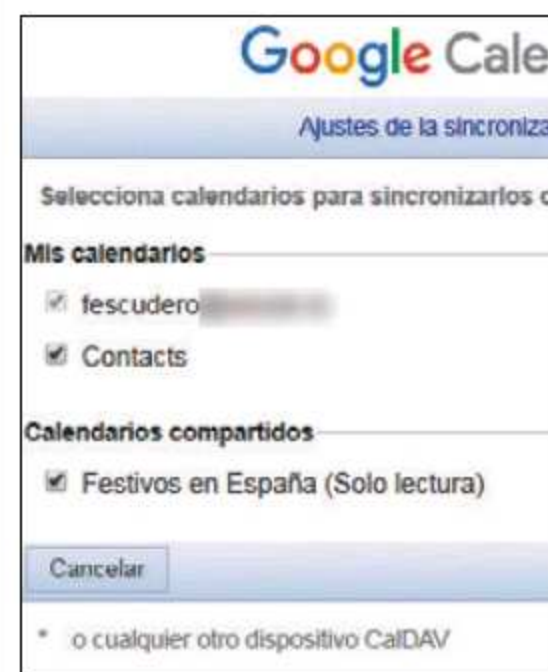 Google Cale
Ajustes de la sincroniza
Selecciona calendarios para sincronizarlos c
Mis calendarios
fescudero
Contacts
Calendarios compartidos
Festivos en España (Solo lectura)
Cancelar
* o cualquier otro dispositivo CalDAV